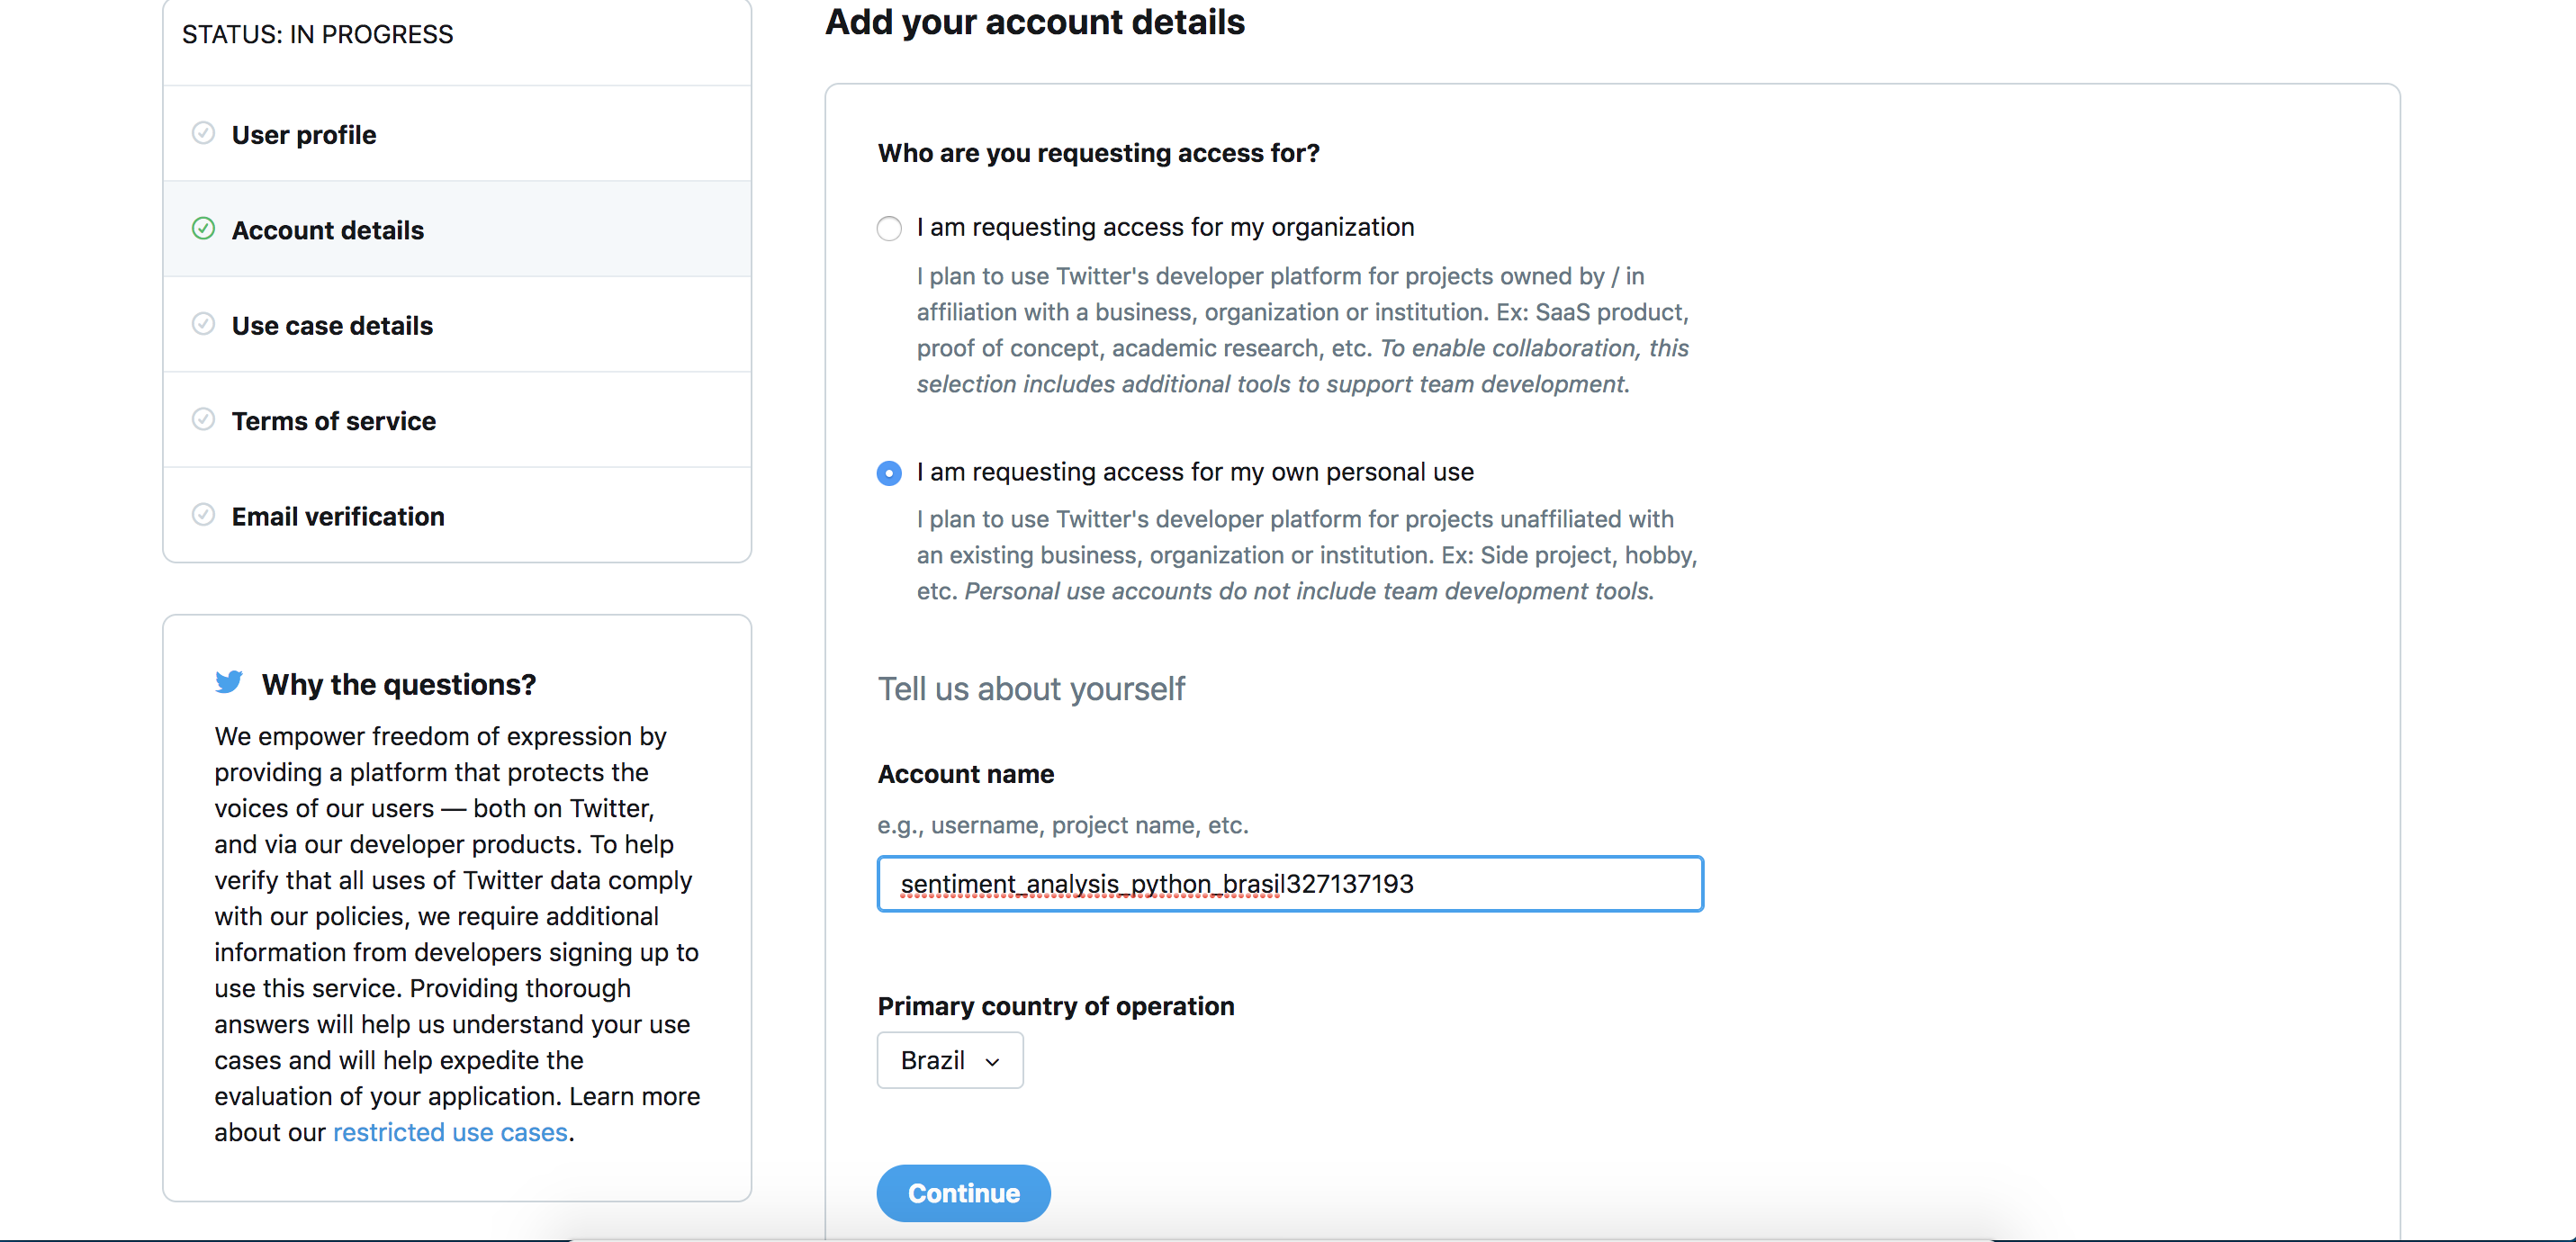 STATUS: IN PROGRESS
User profile
Account details
Use case details
Terms of service
Email verification
Why the questions?
We empower freedom of expression by
providing a platform that protects the
voices of our users — both on Twitter,
and via our developer products. To help
verify that all uses of Twitter data comply
with our policies, we require additional
information from developers signing up to
use this service. Providing thorough
answers will help us understand your use
cases and will help expedite the
evaluation of your application. Learn more
about our restricted use cases.
Add your account details
Who are you requesting access for?
I am requesting access for my organization
I plan to use Twitter's developer platform for projects owned by / in
affiliation with a business, organization or institution. Ex: SaaS product,
proof of concept, academic research, etc. To enable collaboration, this
selection includes additional tools to support team development.
I am requesting access for my own personal use
I plan to use Twitter's developer platform for projects unaffiliated with
an existing business, organization or institution. Ex: Side project, hobby,
etc. Personal use accounts do not include team development tools.
Tell us about yourself
Account name
e.g., username, project name, etc.
sentiment_analysis_python_brasil327137193
Primary country of operation
Brazil
Continue